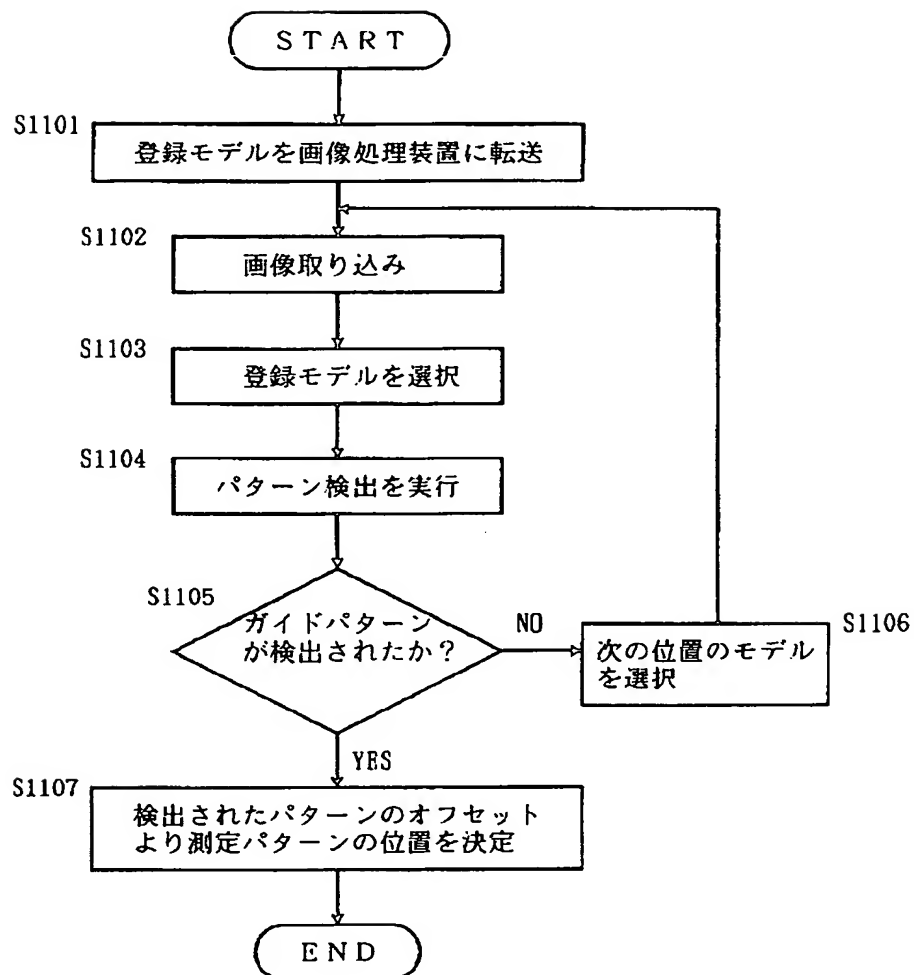 START
S1101
登録モデルを画像処理装置に転送
S1102
画像取り込み
S1103
登録モデルを選択
S1104
パターン検出を実行
S1105
ガイドパターン
が検出されたか？
NO
S1106
次の位置のモデル
を選択
YES
S1107
検出されたパターンのオフセット
より測定パターンの位置を決定
END